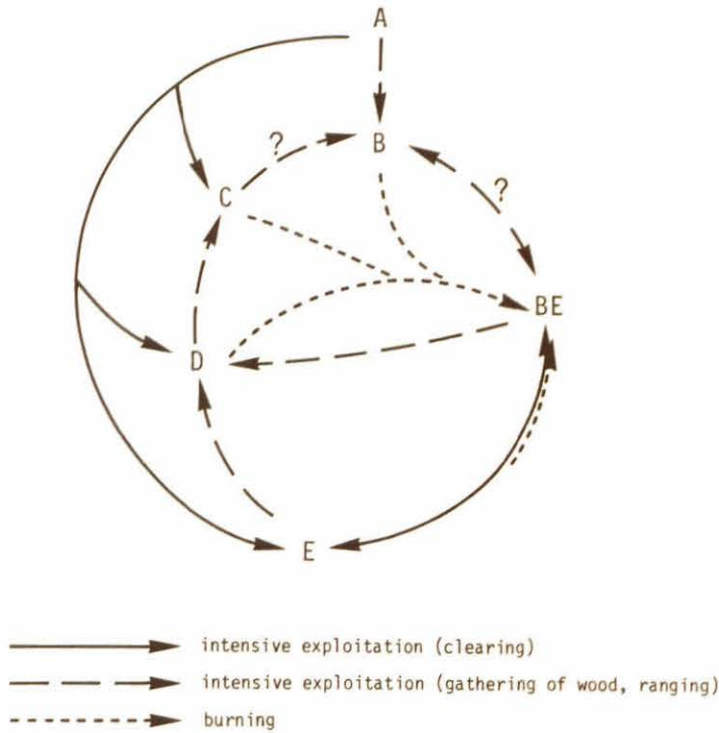 A
B
?
?
C
BE
D
E
intensive exploitation (clearing)
intensive exploitation (gathering of wood, ranging)
burning